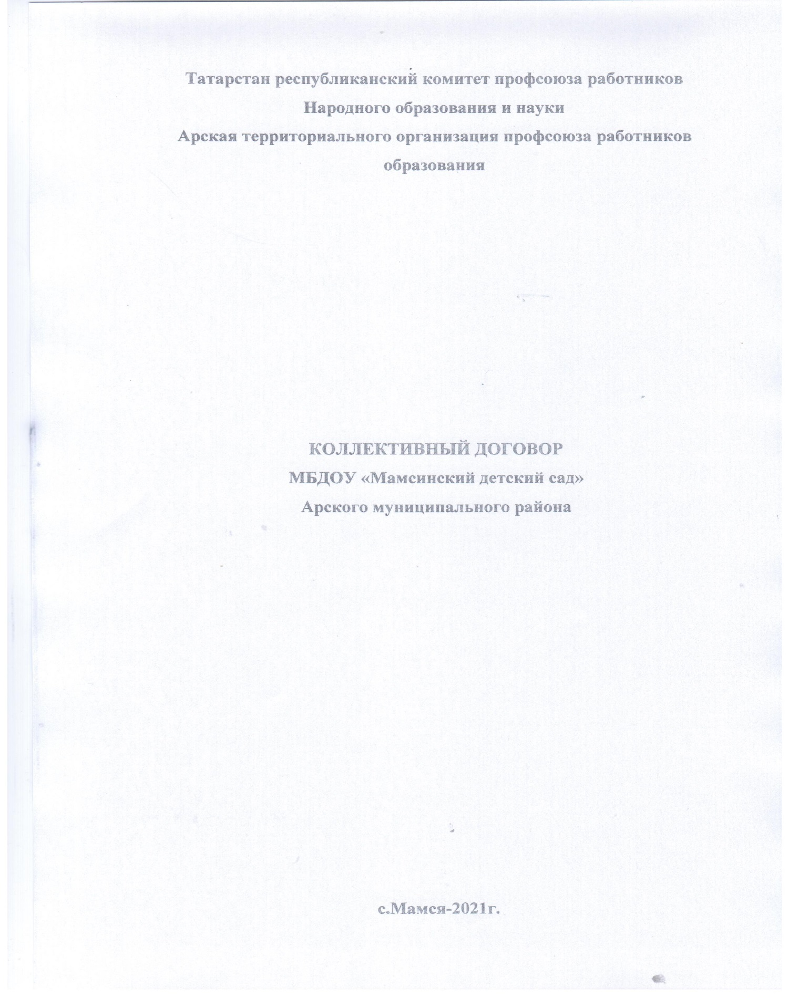 Татарстан республиканский комитет профсоюза работников
Народного образования и науки
Арская территориального организация профсоюза работников
образования
КОЛЛЕКТИВНЫЙ ДОГОВОР
МБДОУ «Мамсинский детский сад»
Арского муниципального района
с.Мамся-2021г.